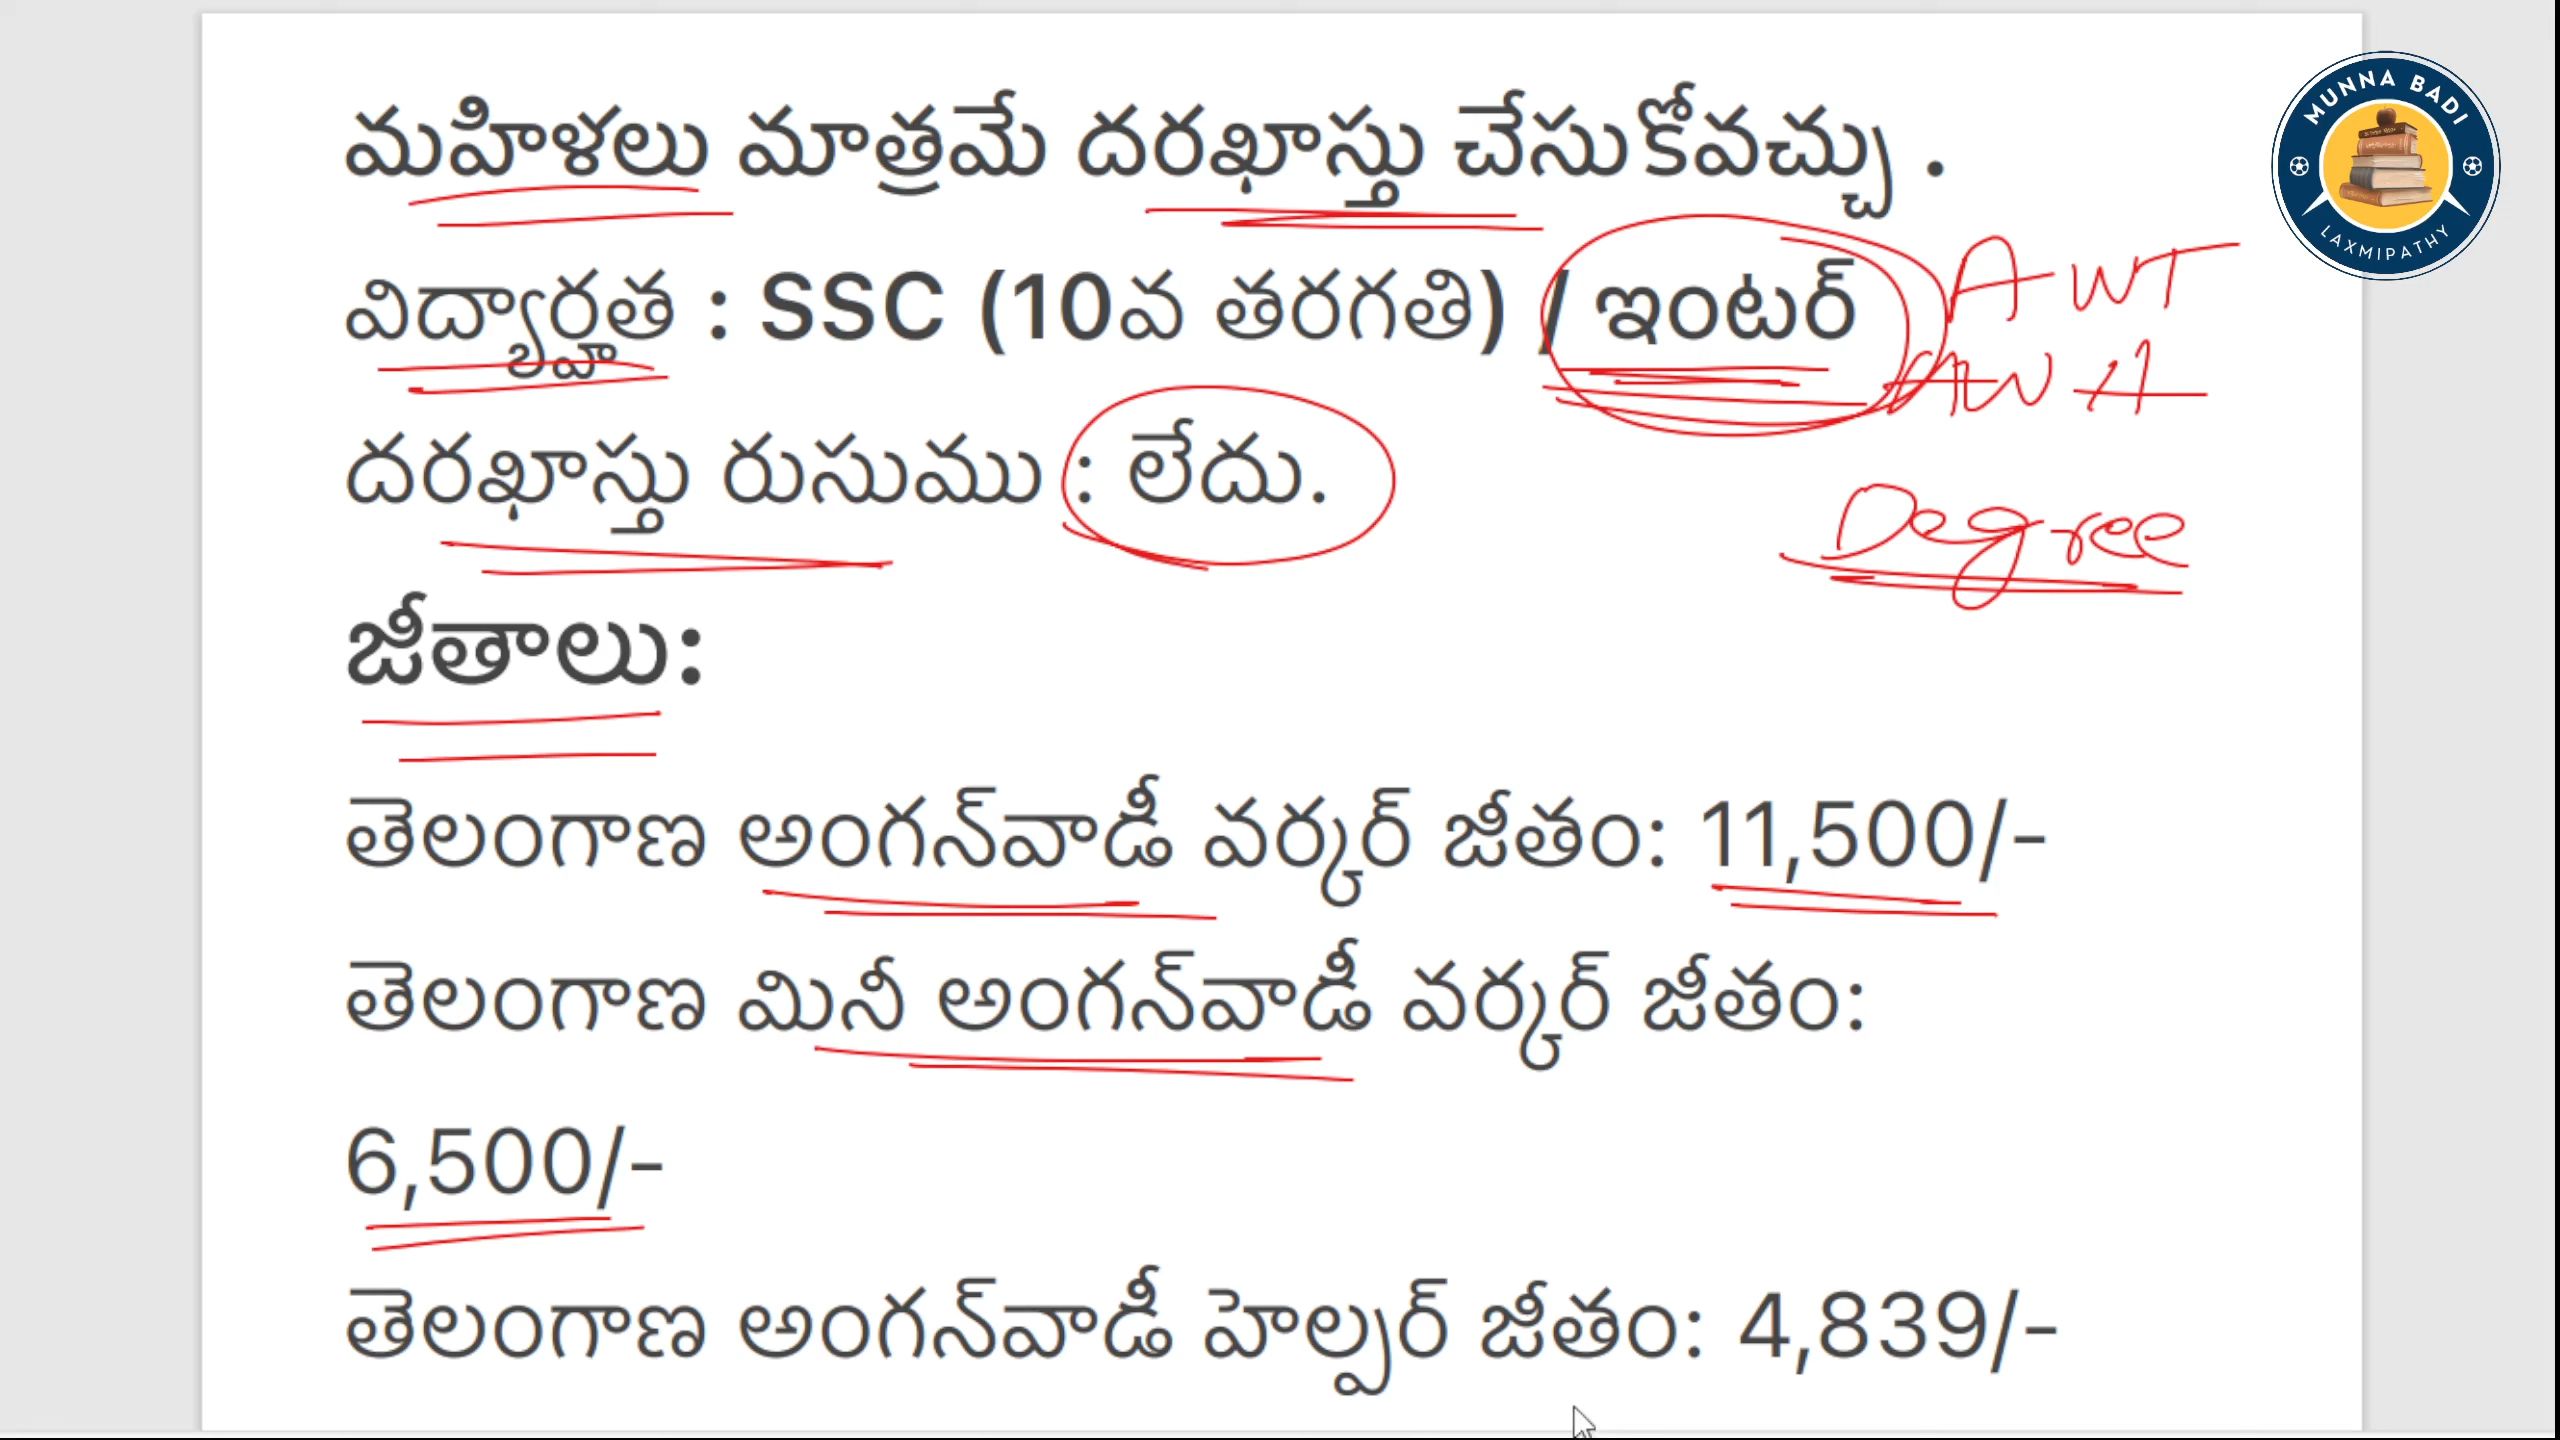 మహిళలు మాత్రమే దరఖాస్తు చేసుకోవచ్చు .
విద్యార్హత : SSC (10వ తరగతి) / ఇంటర్
AWT
AWH
దరఖాస్తు రుసుము : లేదు.
Degree
జీతాలు:
తెలంగాణ అంగన్‌వాడీ వర్కర్ జీతం: 11,500/-
తెలంగాణ మినీ అంగన్‌వాడీ వర్కర్ జీతం:
6,500/-
తెలంగాణ అంగన్‌వాడీ హెల్పర్ జీతం: 4,839/-
MUNNA BADI
LAXMIPATHY